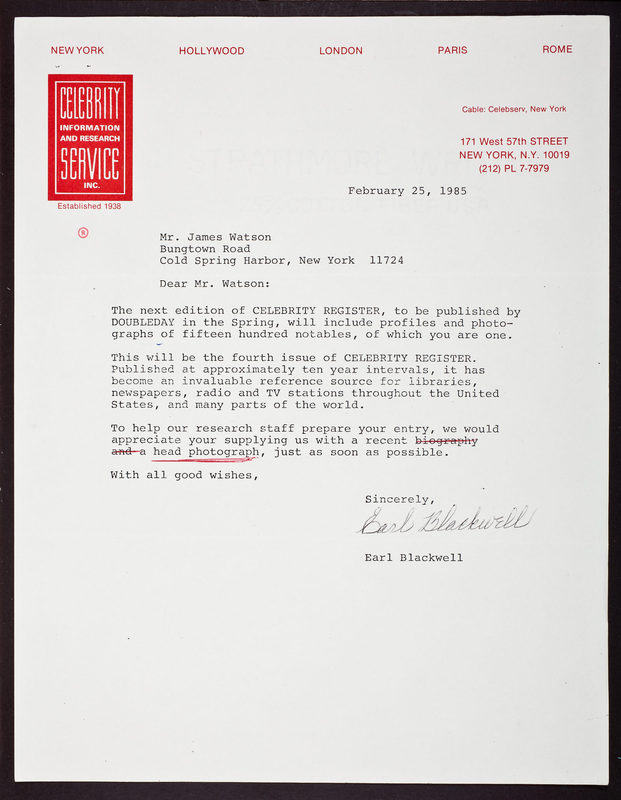 NEW YORK HOLLYWOOD LONDON PARIS ROME
CELEBRITY
INFORMATION
AND RESEARCH
SERVICE
INC.
Established 1938
®
Cable: Celebserv, New York
171 West 57th STREET
NEW YORK, N.Y. 10019
(212) PL 7-7979
February 25, 1985
Mr. James Watson
Bungtown Road
Cold Spring Harbor, New York 11724
Dear Mr. Watson:
The next edition of CELEBRITY REGISTER, to be published by
DOUBLEDAY in the Spring, will include profiles and photo-
graphs of fifteen hundred notables, of which you are one.
This will be the fourth issue of CELEBRITY REGISTER.
Published at approximately ten year intervals, it has
become an invaluable reference source for libraries,
newspapers, radio and TV stations throughout the United
States, and many parts of the world.
To help our research staff prepare your entry, we would
appreciate your supplying us with a recent biography
and a head photograph, just as soon as possible.
With all good wishes,
Sincerely,
Earl Blackwell
Earl Blackwell